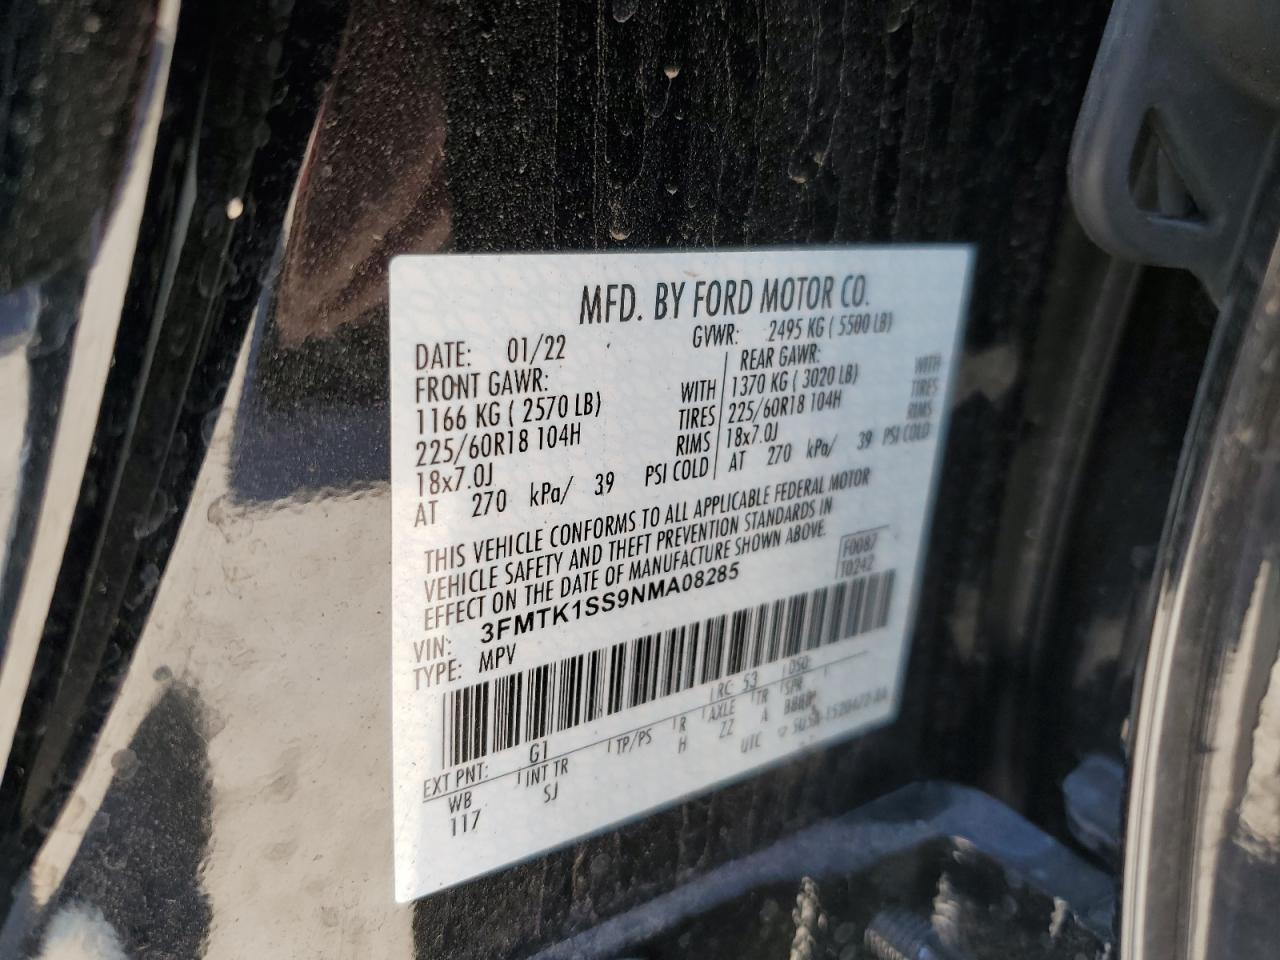 MFD. BY FORD MOTOR CO.
DATE: 01/22 GVWR: 2495 KG ( 5500 LB)
FRONT GAWR: REAR GAWR:
1166 KG ( 2570 LB) WITH 1370 KG ( 3020 LB) WITH
225/60R18 104H TIRES 225/60R18 104H TIRES
18x7.0J RIMS 18x7.0J RIMS
AT 270 kPa/ 39 PSI COLD AT 270 kPa/ 39 PSI COLD
THIS VEHICLE CONFORMS TO ALL APPLICABLE FEDERAL MOTOR
VEHICLE SAFETY AND THEFT PREVENTION STANDARDS IN
EFFECT ON THE DATE OF MANUFACTURE SHOWN ABOVE.
F0087
T0242
VIN: 3FMTK1SS9NMA08285
TYPE: MPV
EXT PNT: G1 RC: 53 DSO:
WB INT TR TP/PS R AXLE TR SPR
117 SJ H ZZ A
UTC